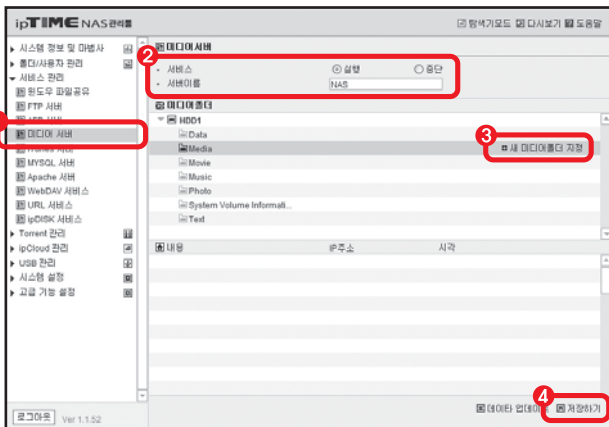 ipTIME NAS관리툴
탐색기모드 다시보기 도움말
시스템 정보 및 마법사
폴더/사용자 관리
서비스 관리
윈도우 파일공유
FTP 서버
미디어 서버
MYSQL 서버
Apache 서버
WebDAV 서비스
URL 서비스
ipDISK 서비스
Torrent 관리
ipCloud 관리
USB 관리
시스템 설정
고급 기능 설정
로그아웃 Ver 1.1.52
미디어서버
2
서비스 실행 중단
서버이름 NAS
미디어폴더
HDD1
Data
3
Media 새 미디어폴더 지정
Movie
Music
Photo
System Volume Informati...
Text
내용 IP주소 시각
4
데이타 업데이트 저장하기